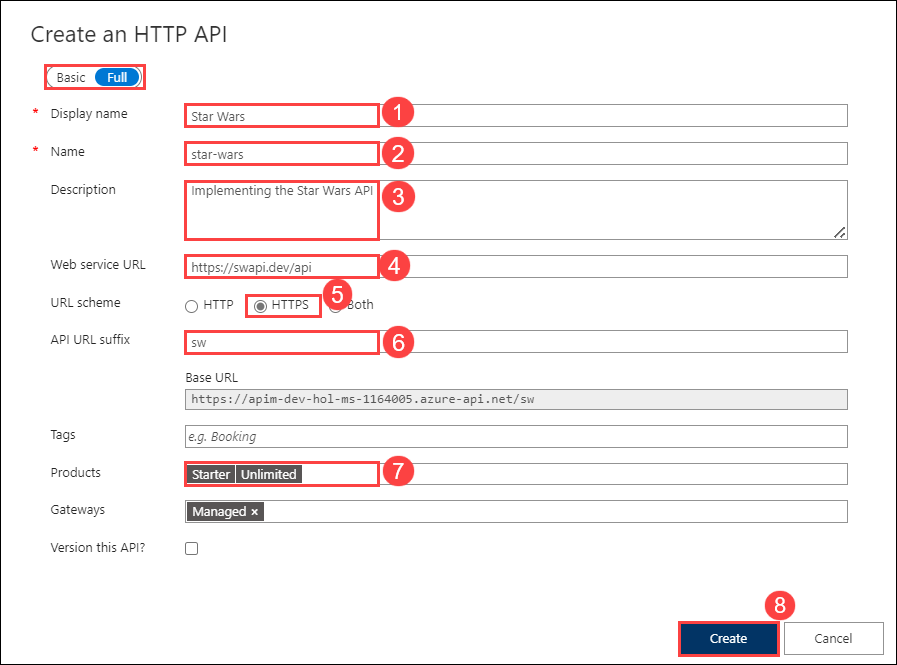 Create an HTTP API
Basic Full
* Display name Star Wars 1
* Name star-wars 2
Description Implementing the Star Wars API 3
Web service URL https://swapi.dev/api 4
URL scheme HTTP HTTPS 5 Both
API URL suffix sw 6
Base URL
https://apim-dev-hol-ms-1164005.azure-api.net/sw
Tags e.g. Booking
Products Starter Unlimited 7
Gateways Managed ×
Version this API?
8
Create Cancel